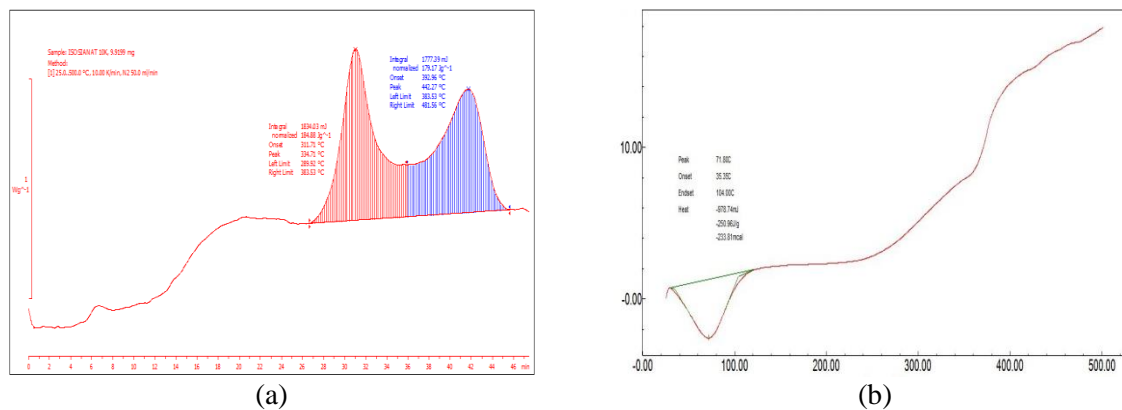 Sample: ISOSIANAT 10K, 9.9199 mg
Method:
[1] 25.0..500.0 °C, 10.00 K/min, N2 50.0 ml/min
Integral 1777.39 mJ
normalized 179.17 Jg^-1
Onset 392.96 °C
Peak 442.27 °C
Left Limit 383.53 °C
Right Limit 481.56 °C
Integral 1834.03 mJ
normalized 184.88 Jg^-1
Onset 311.71 °C
Peak 334.71 °C
Left Limit 289.92 °C
Right Limit 383.53 °C
1
Wg^-1
0 2 4 6 8 10 12 14 16 18 20 22 24 26 28 30 32 34 36 38 40 42 44 min
(a)
10.00
-0.00
Peak 71.80C
Onset 35.35C
Endset 104.00C
Heat -978.74mJ
-250.96J/g
-233.81mcal
-0.00 100.00 200.00 300.00 400.00 500.00
(b)